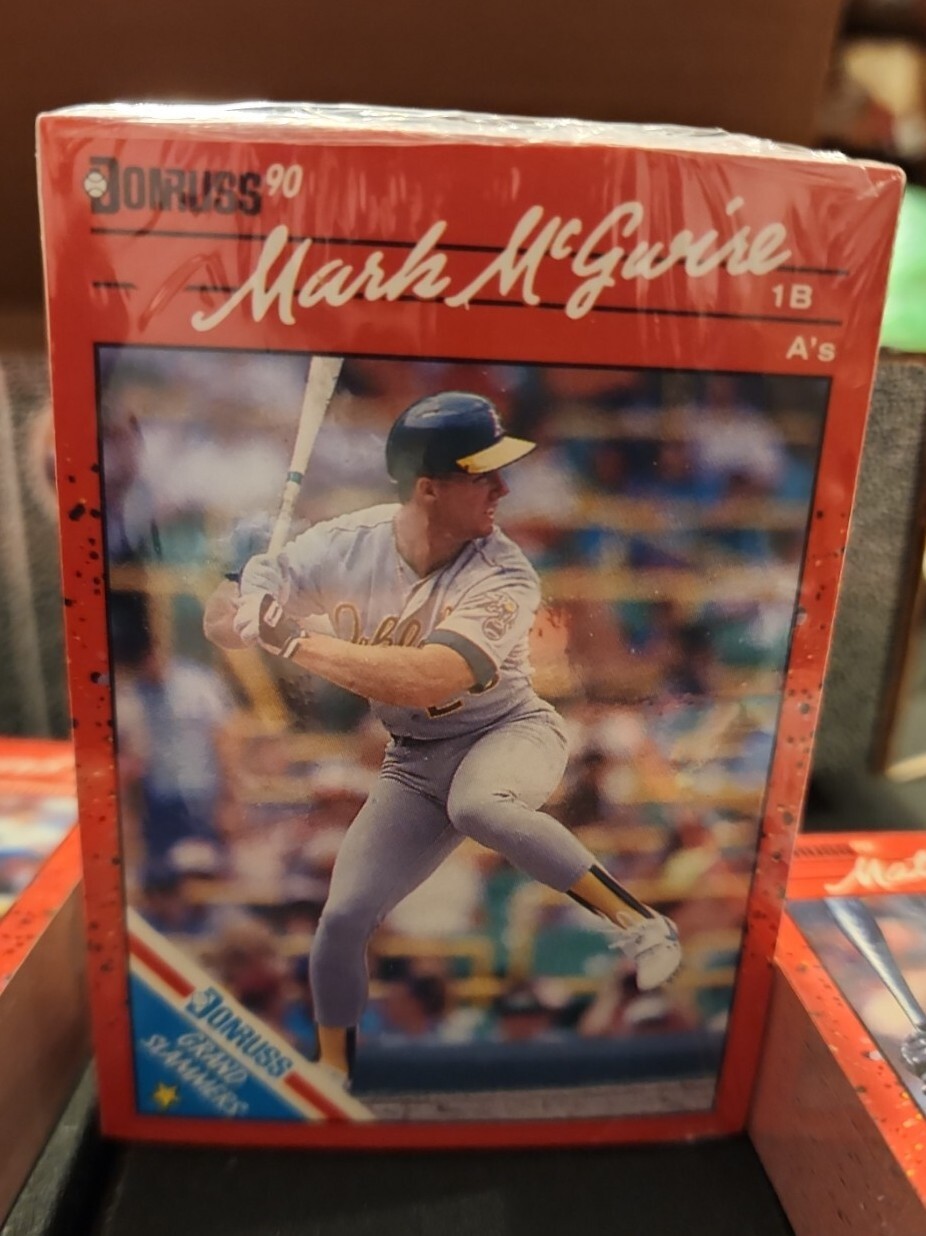 DONRUSS 90
Mark McGwire
1B
A's
DONRUSS
GRAND
SLAMMERS